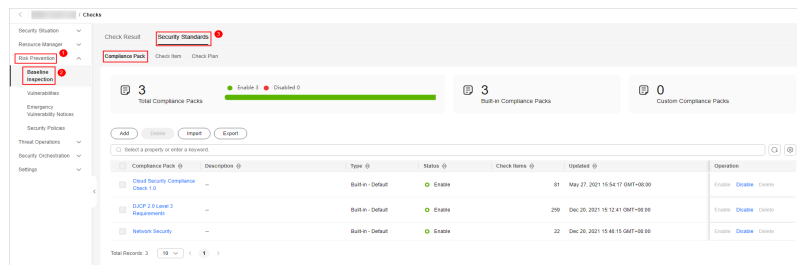 / Checks
Security Situation
Resource Manager
Risk Prevention
1
Baseline
Inspection
2
Vulnerabilities
Emergency
Vulnerability Notices
Security Policies
Threat Operations
Security Orchestration
Settings
Check Result
Security Standards
3
Compliance Pack
Check Item
Check Plan
3
Total Compliance Packs
Enable 3
Disabled 0
3
Built-in Compliance Packs
0
Custom Compliance Packs
Add
Delete
Import
Export
Select a property or enter a keyword.
Compliance Pack
Description
Type
Status
Check Items
Updated
Operation
Cloud Security Compliance
Check 1.0
--
Built-in - Default
Enable
81
May 27, 2021 15:54:17 GMT+08:00
Enable Disable Delete
DJCP 2.0 Level 3
Requirements
--
Built-in - Default
Enable
259
Dec 20, 2021 15:12:41 GMT+08:00
Enable Disable Delete
Network Security
--
Built-in - Default
Enable
22
Dec 20, 2021 15:46:15 GMT+08:00
Enable Disable Delete
Total Records: 3
10
1